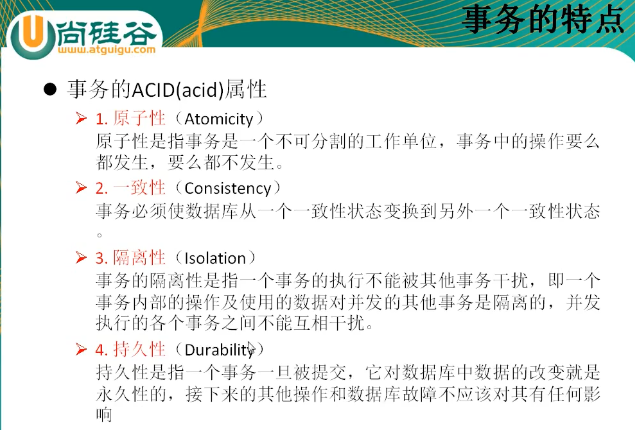 事务的特点
尚硅谷
www.atguigu.com
事务的ACID(acid)属性
1. 原子性（Atomicity）
原子性是指事务是一个不可分割的工作单位，事务中的操作要么
都发生，要么都不发生。
2. 一致性（Consistency）
事务必须使数据库从一个一致性状态变换到另外一个一致性状态
。
3. 隔离性（Isolation）
事务的隔离性是指一个事务的执行不能被其他事务干扰，即一个
事务内部的操作及使用的数据对并发的其他事务是隔离的，并发
执行的各个事务之间不能互相干扰。
4. 持久性（Durability）
持久性是指一个事务一旦被提交，它对数据库中数据的改变就是
永久性的，接下来的其他操作和数据库故障不应该对其有任何影
响